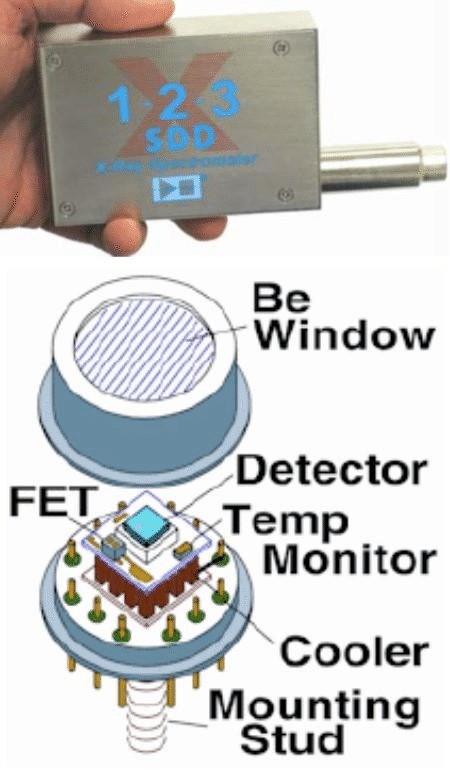 X
1-2-3
SDD
X-Ray Spectrometer
Be
Window
Detector
FET
Temp
Monitor
Cooler
Mounting
Stud